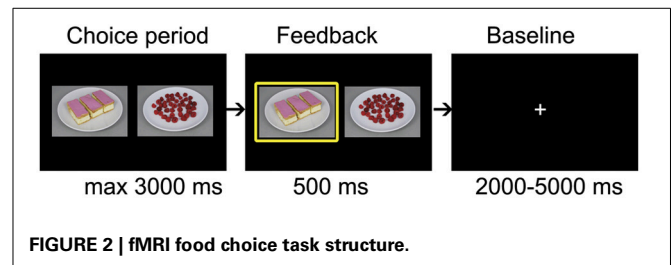 Choice period Feedback Baseline
max 3000 ms 500 ms 2000-5000 ms
FIGURE 2 | fMRI food choice task structure.